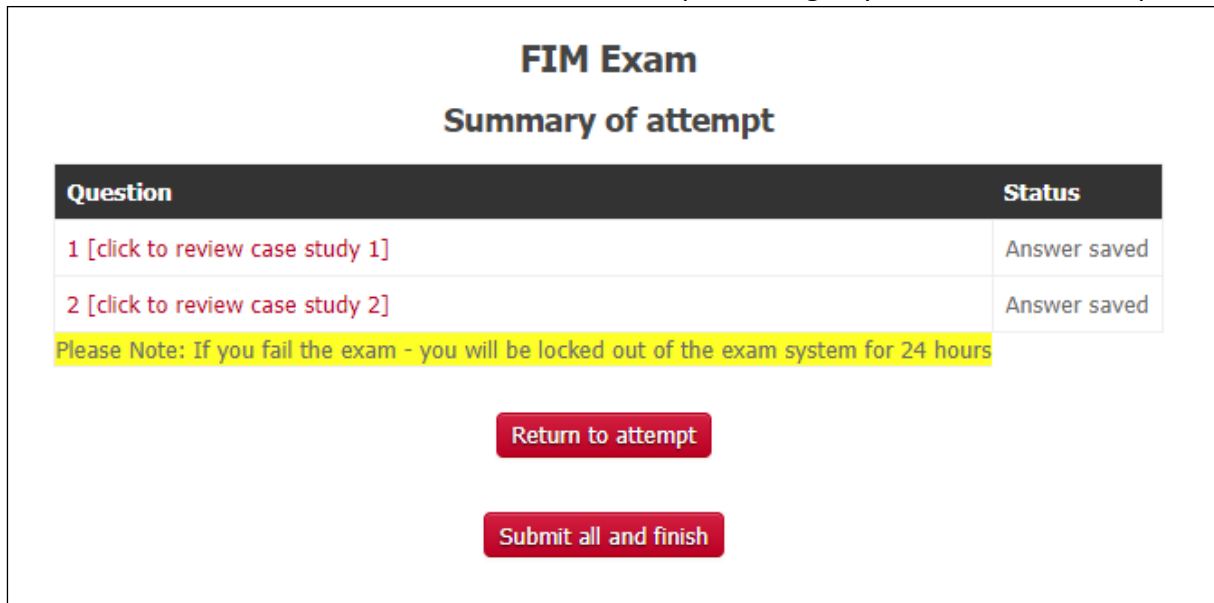 FIM Exam
Summary of attempt
Question Status
1 [click to review case study 1] Answer saved
2 [click to review case study 2] Answer saved
Please Note: If you fail the exam - you will be locked out of the exam system for 24 hours
Return to attempt
Submit all and finish